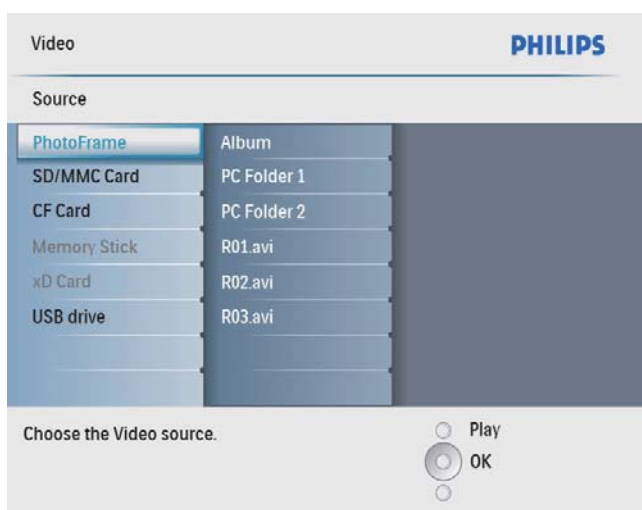 Video
PHILIPS
Source
PhotoFrame
Album
SD/MMC Card
PC Folder 1
CF Card
PC Folder 2
Memory Stick
R01.avi
xD Card
R02.avi
USB drive
R03.avi
Choose the Video source.
Play
OK